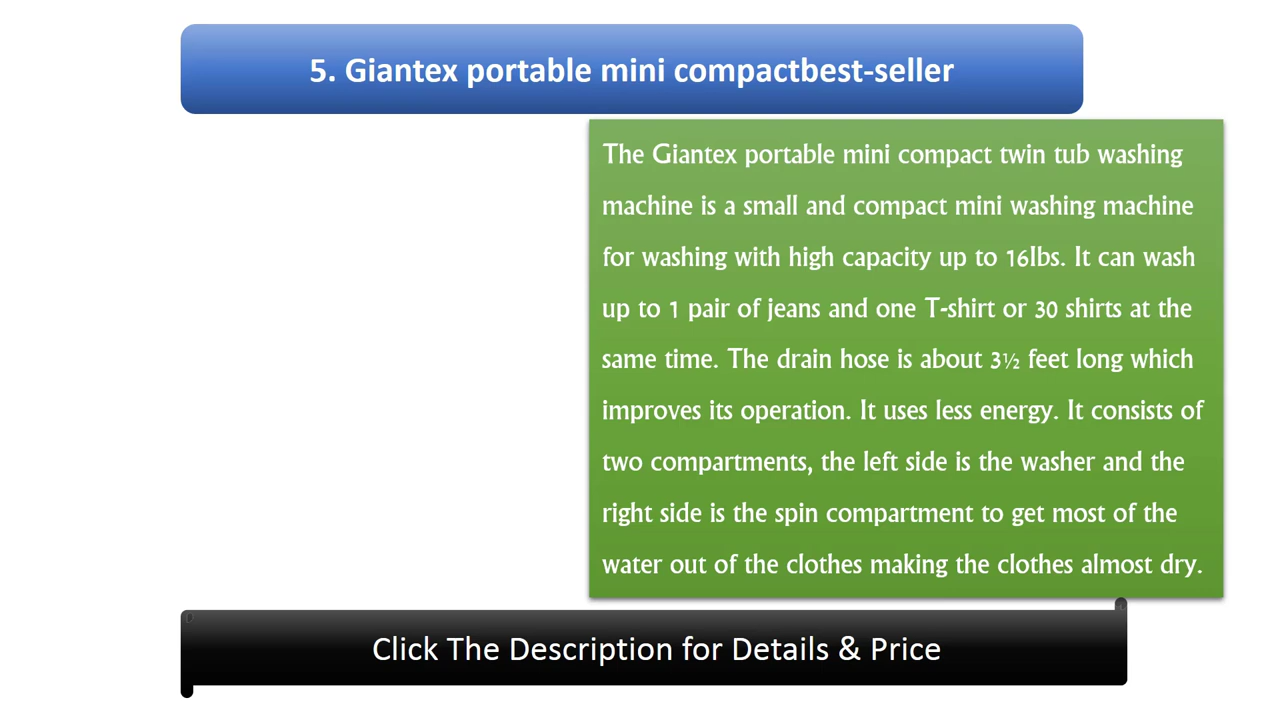 5. Giantex portable mini compactbest-seller
The Giantex portable mini compact twin tub washing
machine is a small and compact mini washing machine
for washing with high capacity up to 16lbs. It can wash
up to 1 pair of jeans and one T-shirt or 30 shirts at the
same time. The drain hose is about 3½ feet long which
improves its operation. It uses less energy. It consists of
two compartments, the left side is the washer and the
right side is the spin compartment to get most of the
water out of the clothes making the clothes almost dry.
Click The Description for Details & Price